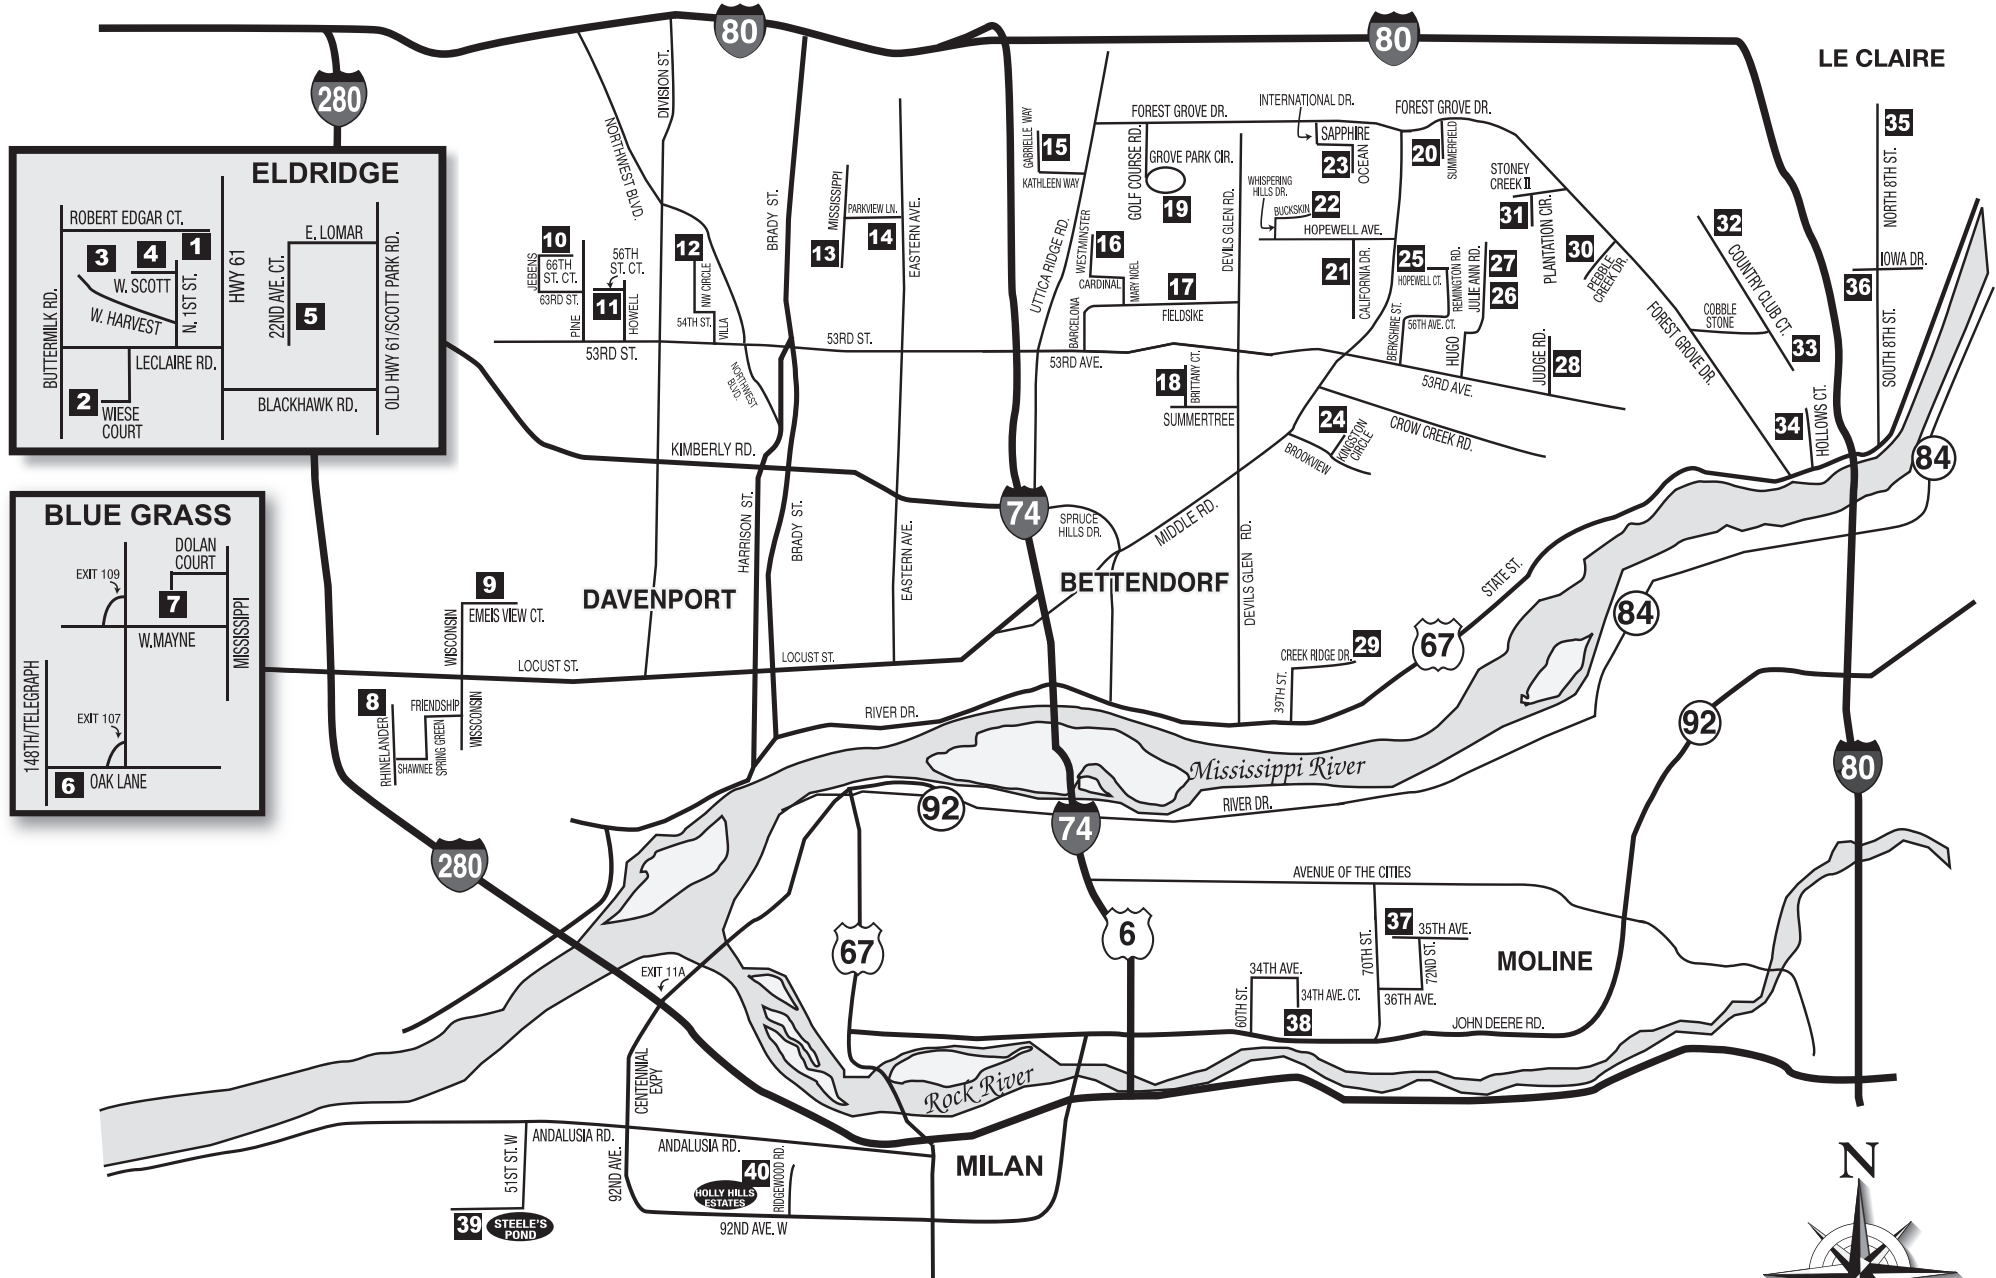 80
80
LE CLAIRE
280
ELDRIDGE
ROBERT EDGAR CT.
3
4
1
W. SCOTT
W. HARVEST
N. 1ST ST.
BUTTERMILK RD.
HWY 61
E. LOMAR
22ND AVE. CT.
5
OLD HWY 61/SCOTT PARK RD.
LECLAIRE RD.
2
WIESE
COURT
BLACKHAWK RD.
BLUE GRASS
DOLAN
COURT
EXIT 109
7
W.MAYNE
MISSISSIPPI
148TH/TELEGRAPH
EXIT 107
6
OAK LANE
DIVISION ST.
NORTHWEST BLVD.
10
JEBENS
66TH
ST. CT.
63RD ST.
PINE
56TH
ST. CT.
11
HOWELL
12
NW CIRCLE
54TH ST.
VILLA
53RD ST.
NORTHWEST
BLVD.
BRADY ST.
MISSISSIPPI
PARKVIEW LN.
13
14
EASTERN AVE.
53RD ST.
KIMBERLY RD.
HARRISON ST.
BRADY ST.
EASTERN AVE.
DAVENPORT
9
EMEIS VIEW CT.
WISCONSIN
LOCUST ST.
LOCUST ST.
8
RHINELANDER
FRIENDSHIP
SHAWNEE
SPRING GREEN
WISSCONSIN
RIVER DR.
GABRIELLE WAY
15
KATHLEEN WAY
UTTICA RIDGE RD.
FOREST GROVE DR.
GOLF COURSE RD.
GROVE PARK CIR.
19
WESTMINSTER
16
CARDINAL
MARY NOEL
17
FIELDSIKE
BARCELONA
53RD AVE.
DEVILS GLEN RD.
18
BRITTANY CT.
SUMMERTREE
INTERNATIONAL DR.
SAPPHIRE
23
OCEAN
WHISPERING
HILLS DR.
BUCKSKIN
22
HOPEWELL AVE.
21
CALIFORNIA DR.
FOREST GROVE DR.
20
SUMMERFIELD
STONEY
CREEK II
31
PLANTATION CIR.
30
PEBBLE
CREEK DR.
25
HOPEWELL CT.
REMINGTON RD.
JULIE ANN RD.
27
26
BERKSHIRE ST.
56TH AVE. CT.
HUGO
JUDGE RD.
28
53RD AVE.
FOREST GROVE DR.
32
COUNTRY CLUB CT.
COBBLE
STONE
33
34
HOLLOWS CT.
35
NORTH 8TH ST.
IOWA DR.
36
SOUTH 8TH ST.
84
24
KINGSTON
CIRCLE
BROOKVIEW
CROW CREEK RD.
74
SPRUCE
HILLS DR.
MIDDLE RD.
BETTENDORF
DEVILS GLEN RD.
STATE ST.
67
84
29
CREEK RIDGE DR.
39TH ST.
92
80
Mississippi River
RIVER DR.
92
74
280
AVENUE OF THE CITIES
67
6
37
35TH AVE.
70TH ST.
72ND ST.
36TH AVE.
MOLINE
34TH AVE.
60TH ST.
34TH AVE. CT.
38
JOHN DEERE RD.
EXIT 11A
CENTENNIAL
EXPY
Rock River
ANDALUSIA RD.
ANDALUSIA RD.
51ST ST. W
92ND AVE.
40
HOLLY HILLS
ESTATES
RIDGEWOOD RD.
MILAN
39
STEELE'S
POND
92ND AVE. W
N